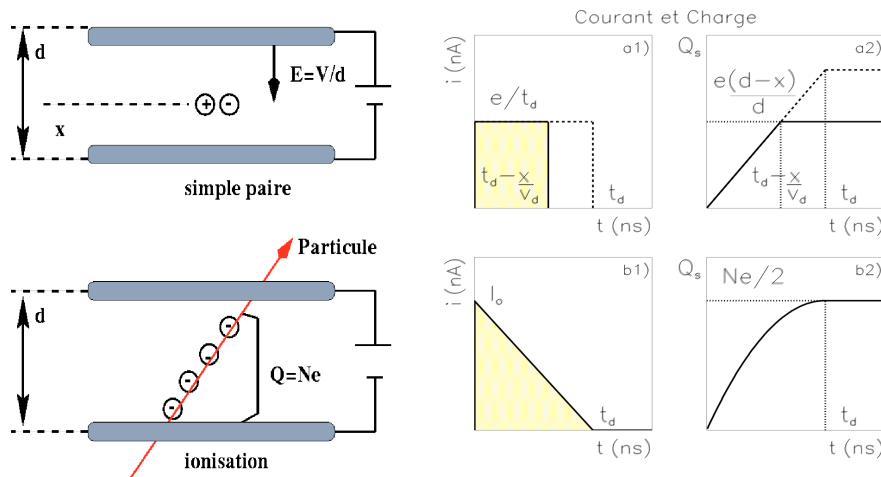 d
E=V/d
+ -
x
simple paire
Particule
d
-
-
-
-
Q=Ne
ionisation
Courant et Charge
i (nA)
a1)
e/t_d
t_d – x/v_d
t_d
t (ns)
Q_s
a2)
e(d–x)/d
t_d – x/v_d
t_d
t (ns)
i (nA)
b1)
I_o
t_d
t (ns)
Q_s
b2)
Ne/2
t_d
t (ns)